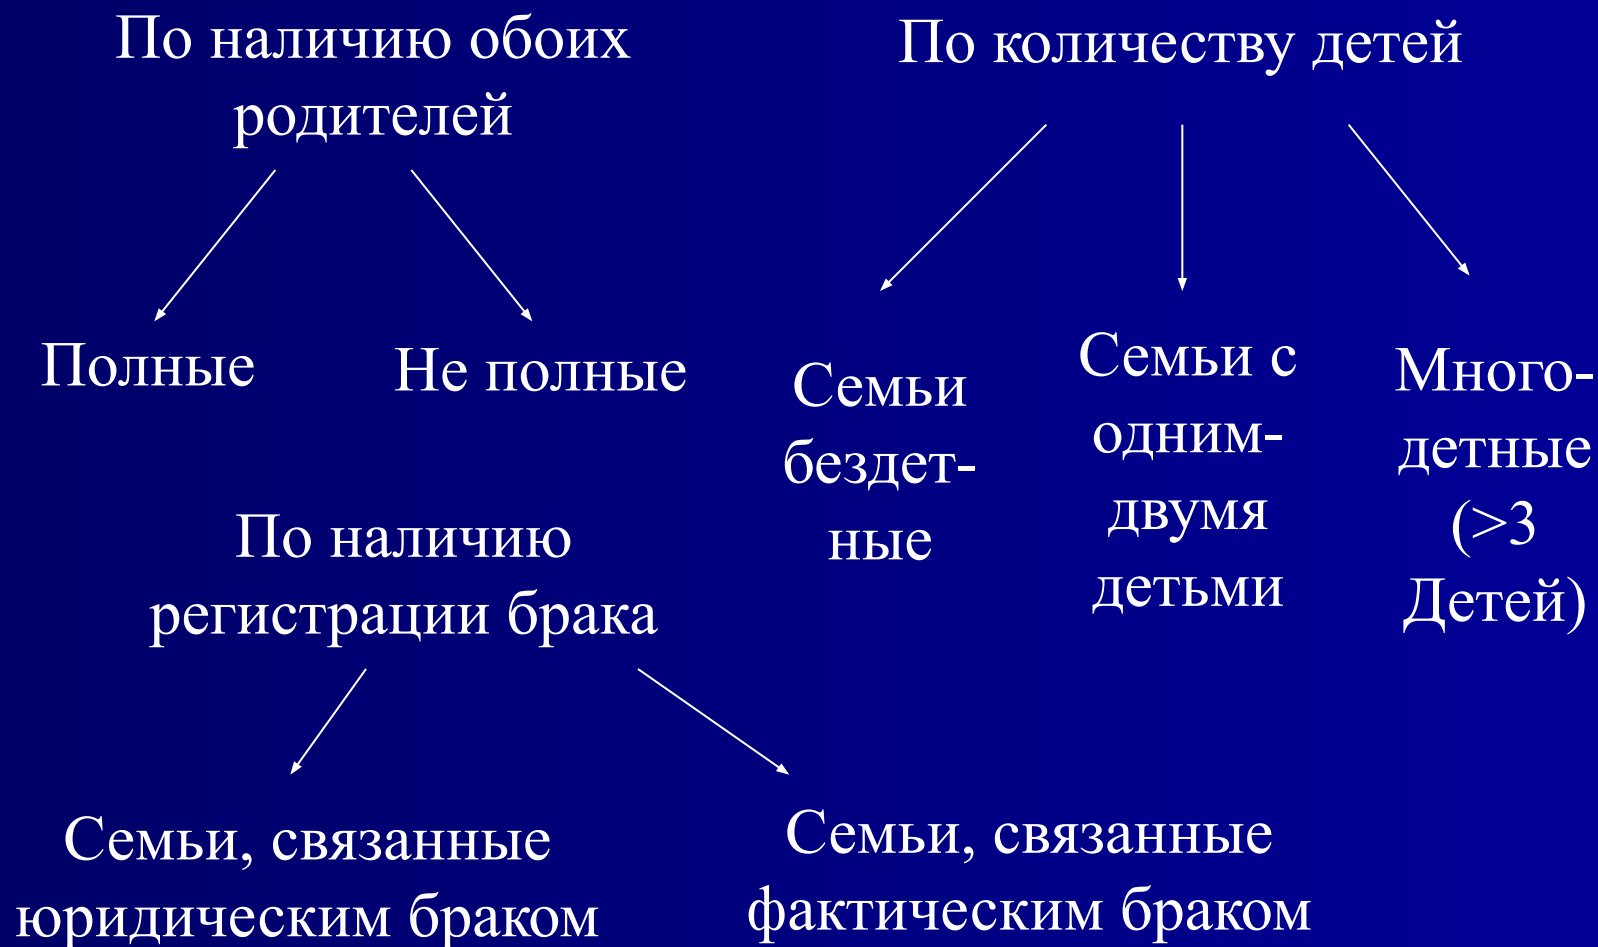 По наличию обоих
родителей
Полные
Не полные
По количеству детей
Семьи
бездет-
ные
Семьи с
одним-
двумя
детьми
Много-
детные
(>3
Детей)
По наличию
регистрации брака
Семьи, связанные
юридическим браком
Семьи, связанные
фактическим браком